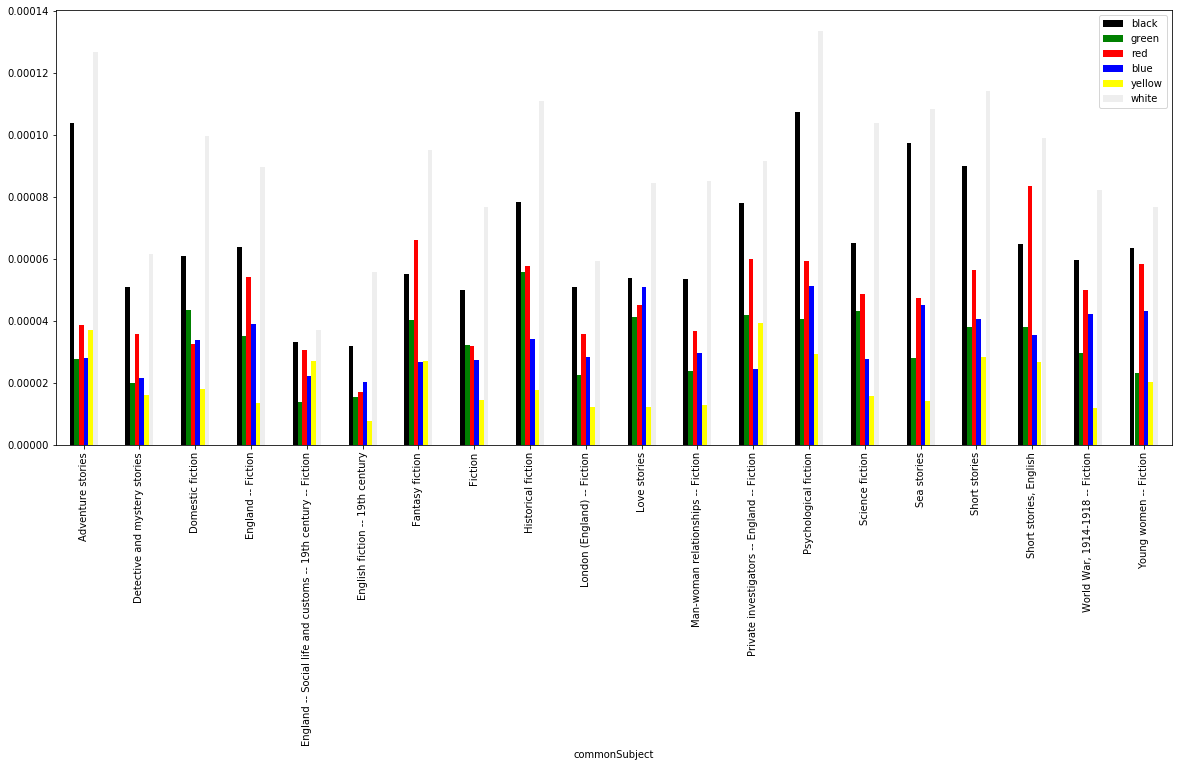 0.00014
0.00012
0.00010
0.00008
0.00006
0.00004
0.00002
0.00000
black
green
red
blue
yellow
white
Adventure stories
Detective and mystery stories
Domestic fiction
England -- Fiction
England -- Social life and customs -- 19th century -- Fiction
English fiction -- 19th century
Fantasy fiction
Fiction
Historical fiction
London (England) -- Fiction
Love stories
Man-woman relationships -- Fiction
Private investigators -- England -- Fiction
Psychological fiction
Science fiction
Sea stories
Short stories
Short stories, English
World War, 1914-1918 -- Fiction
Young women -- Fiction
commonSubject